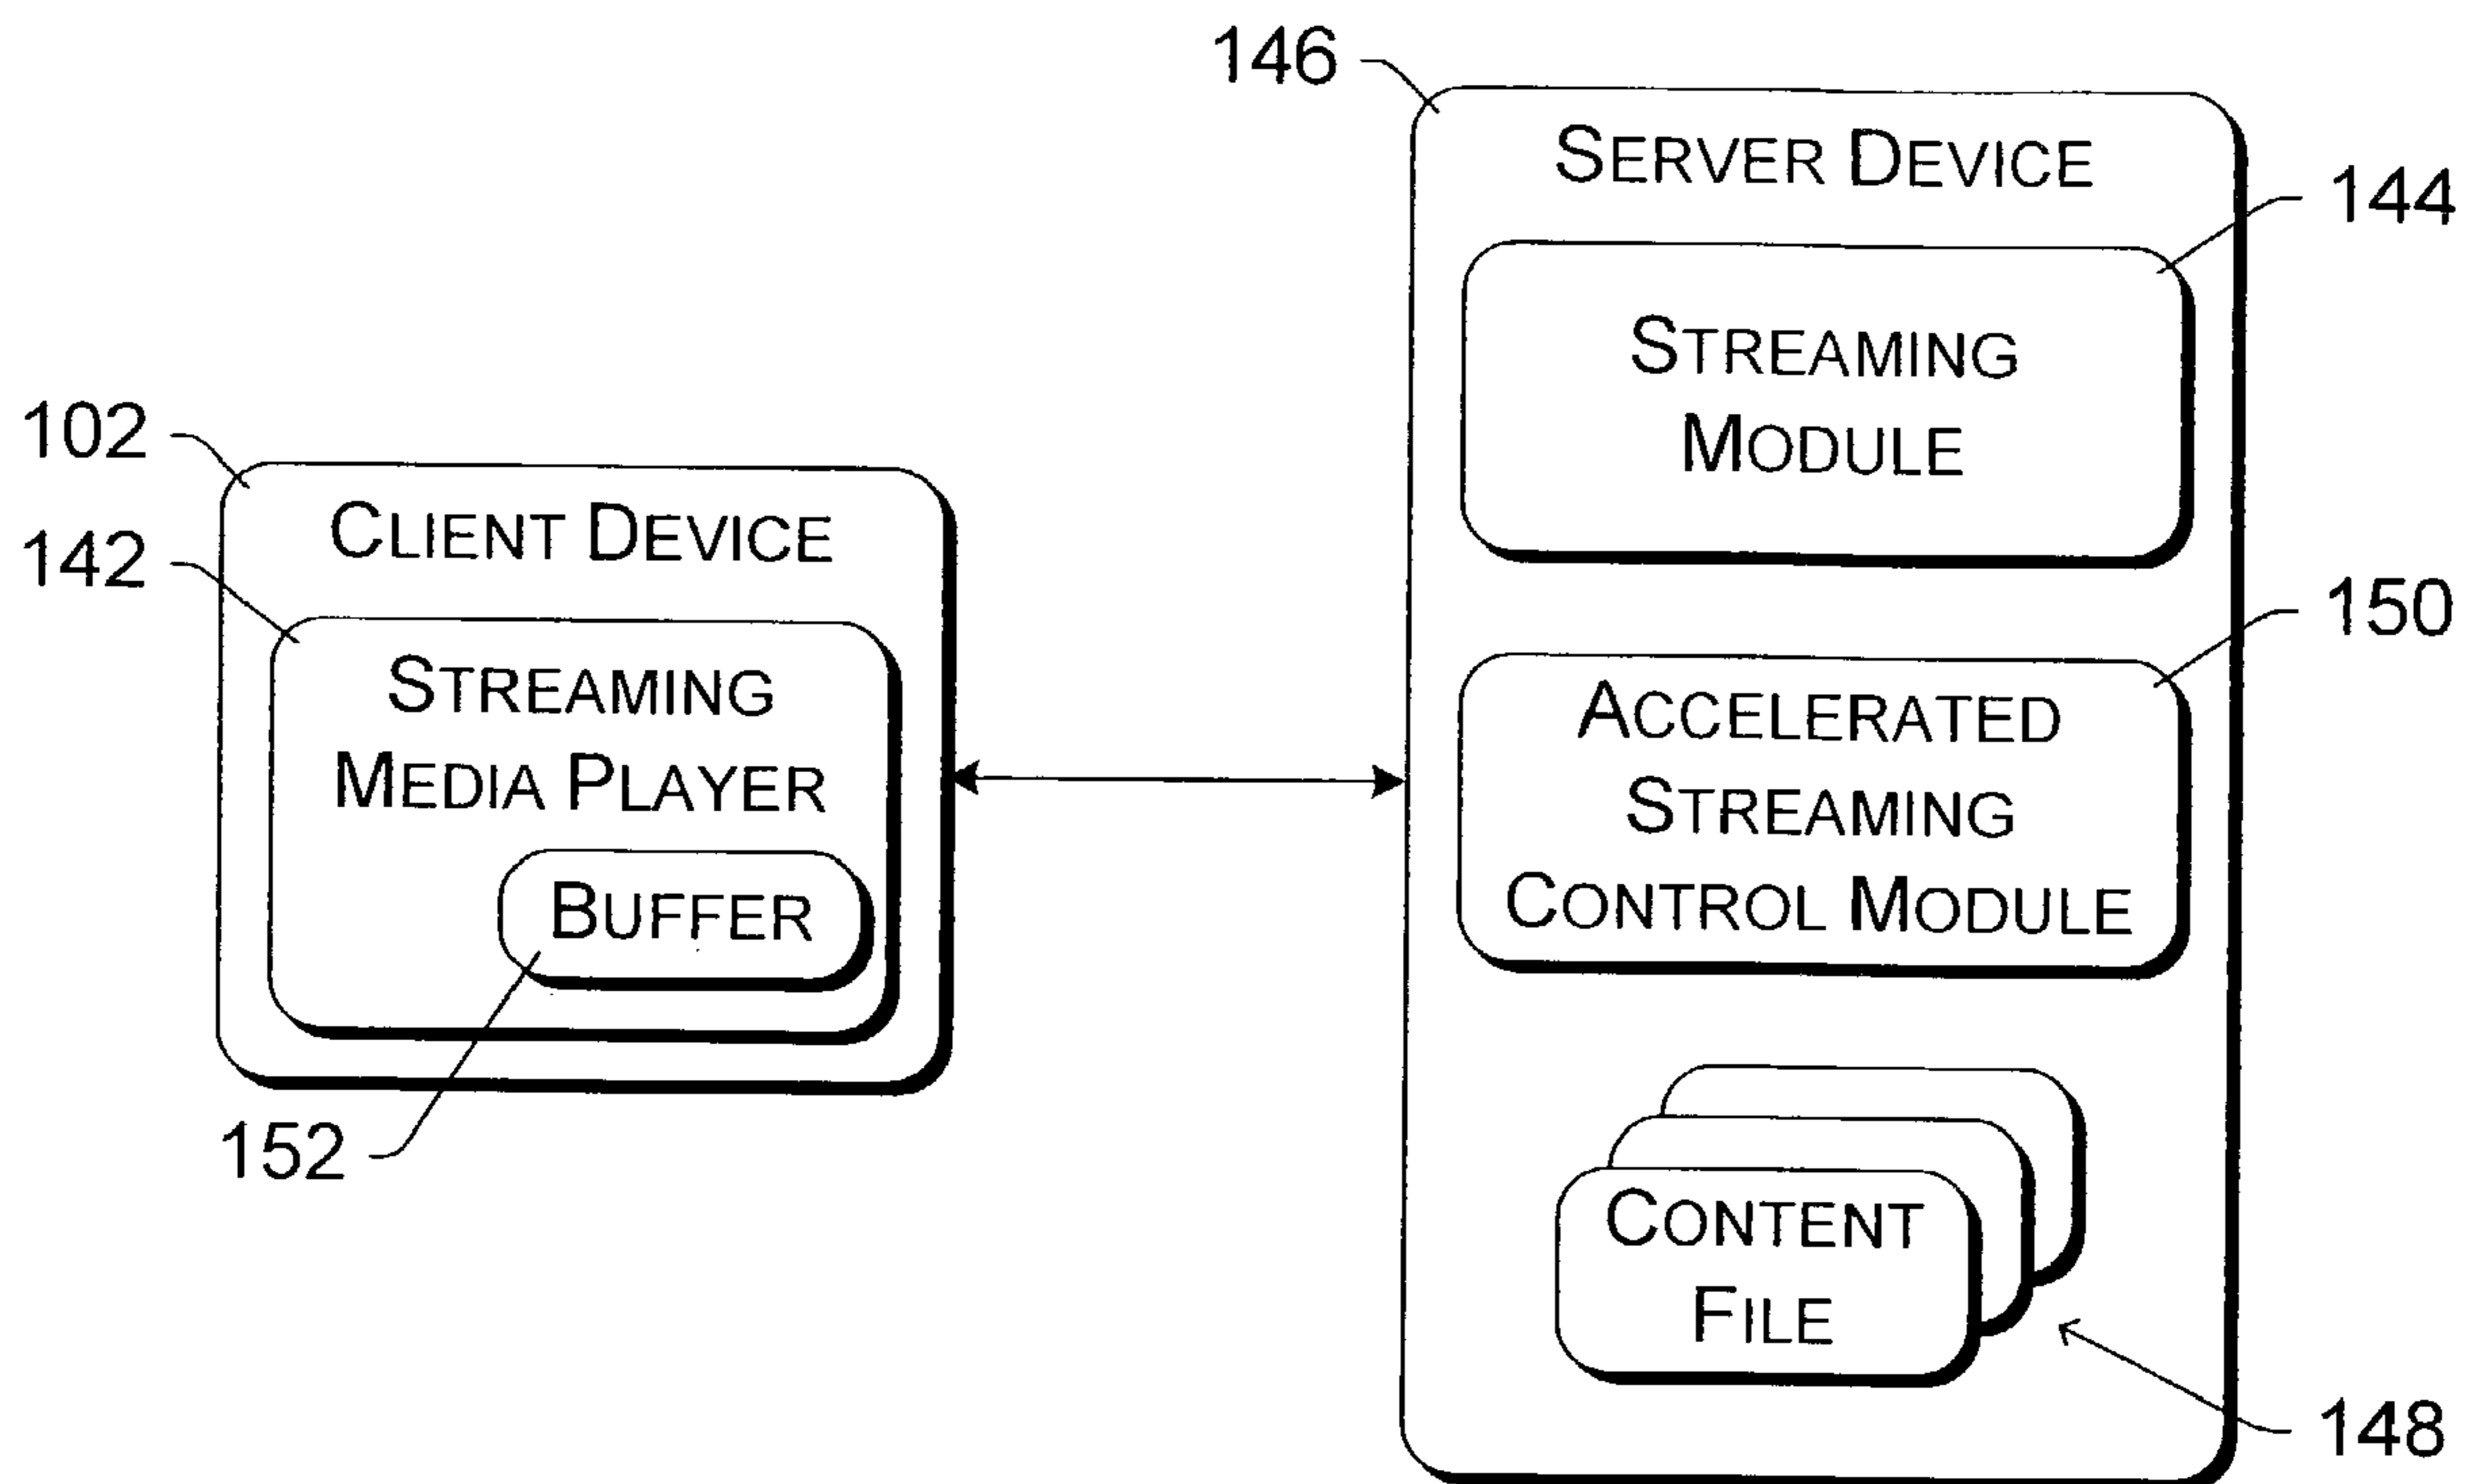 102
142
CLIENT DEVICE
STREAMING
MEDIA PLAYER
BUFFER
152
146
SERVER DEVICE
144
STREAMING
MODULE
150
ACCELERATED
STREAMING
CONTROL MODULE
CONTENT
FILE
148